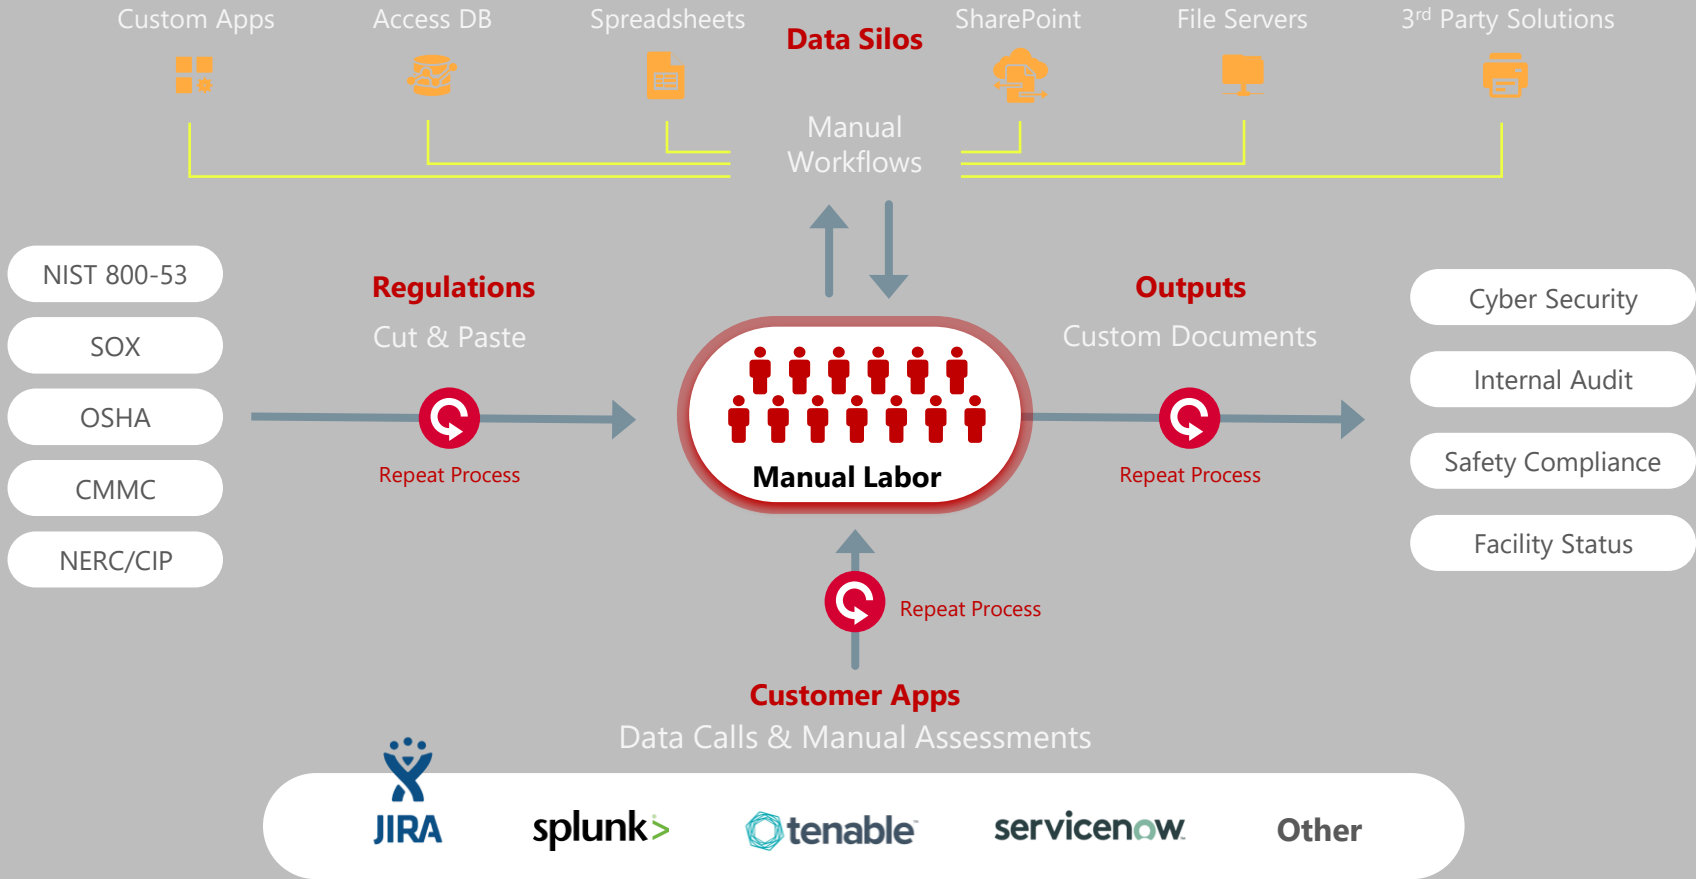 Custom Apps
Access DB
Spreadsheets
Data Silos
SharePoint
File Servers
3rd Party Solutions
Manual
Workflows
NIST 800-53
SOX
OSHA
CMMC
NERC/CIP
Regulations
Cut & Paste
Repeat Process
Manual Labor
Outputs
Custom Documents
Repeat Process
Cyber Security
Internal Audit
Safety Compliance
Facility Status
Repeat Process
Customer Apps
Data Calls & Manual Assessments
JIRA
splunk>
tenable™
servicenow™
Other